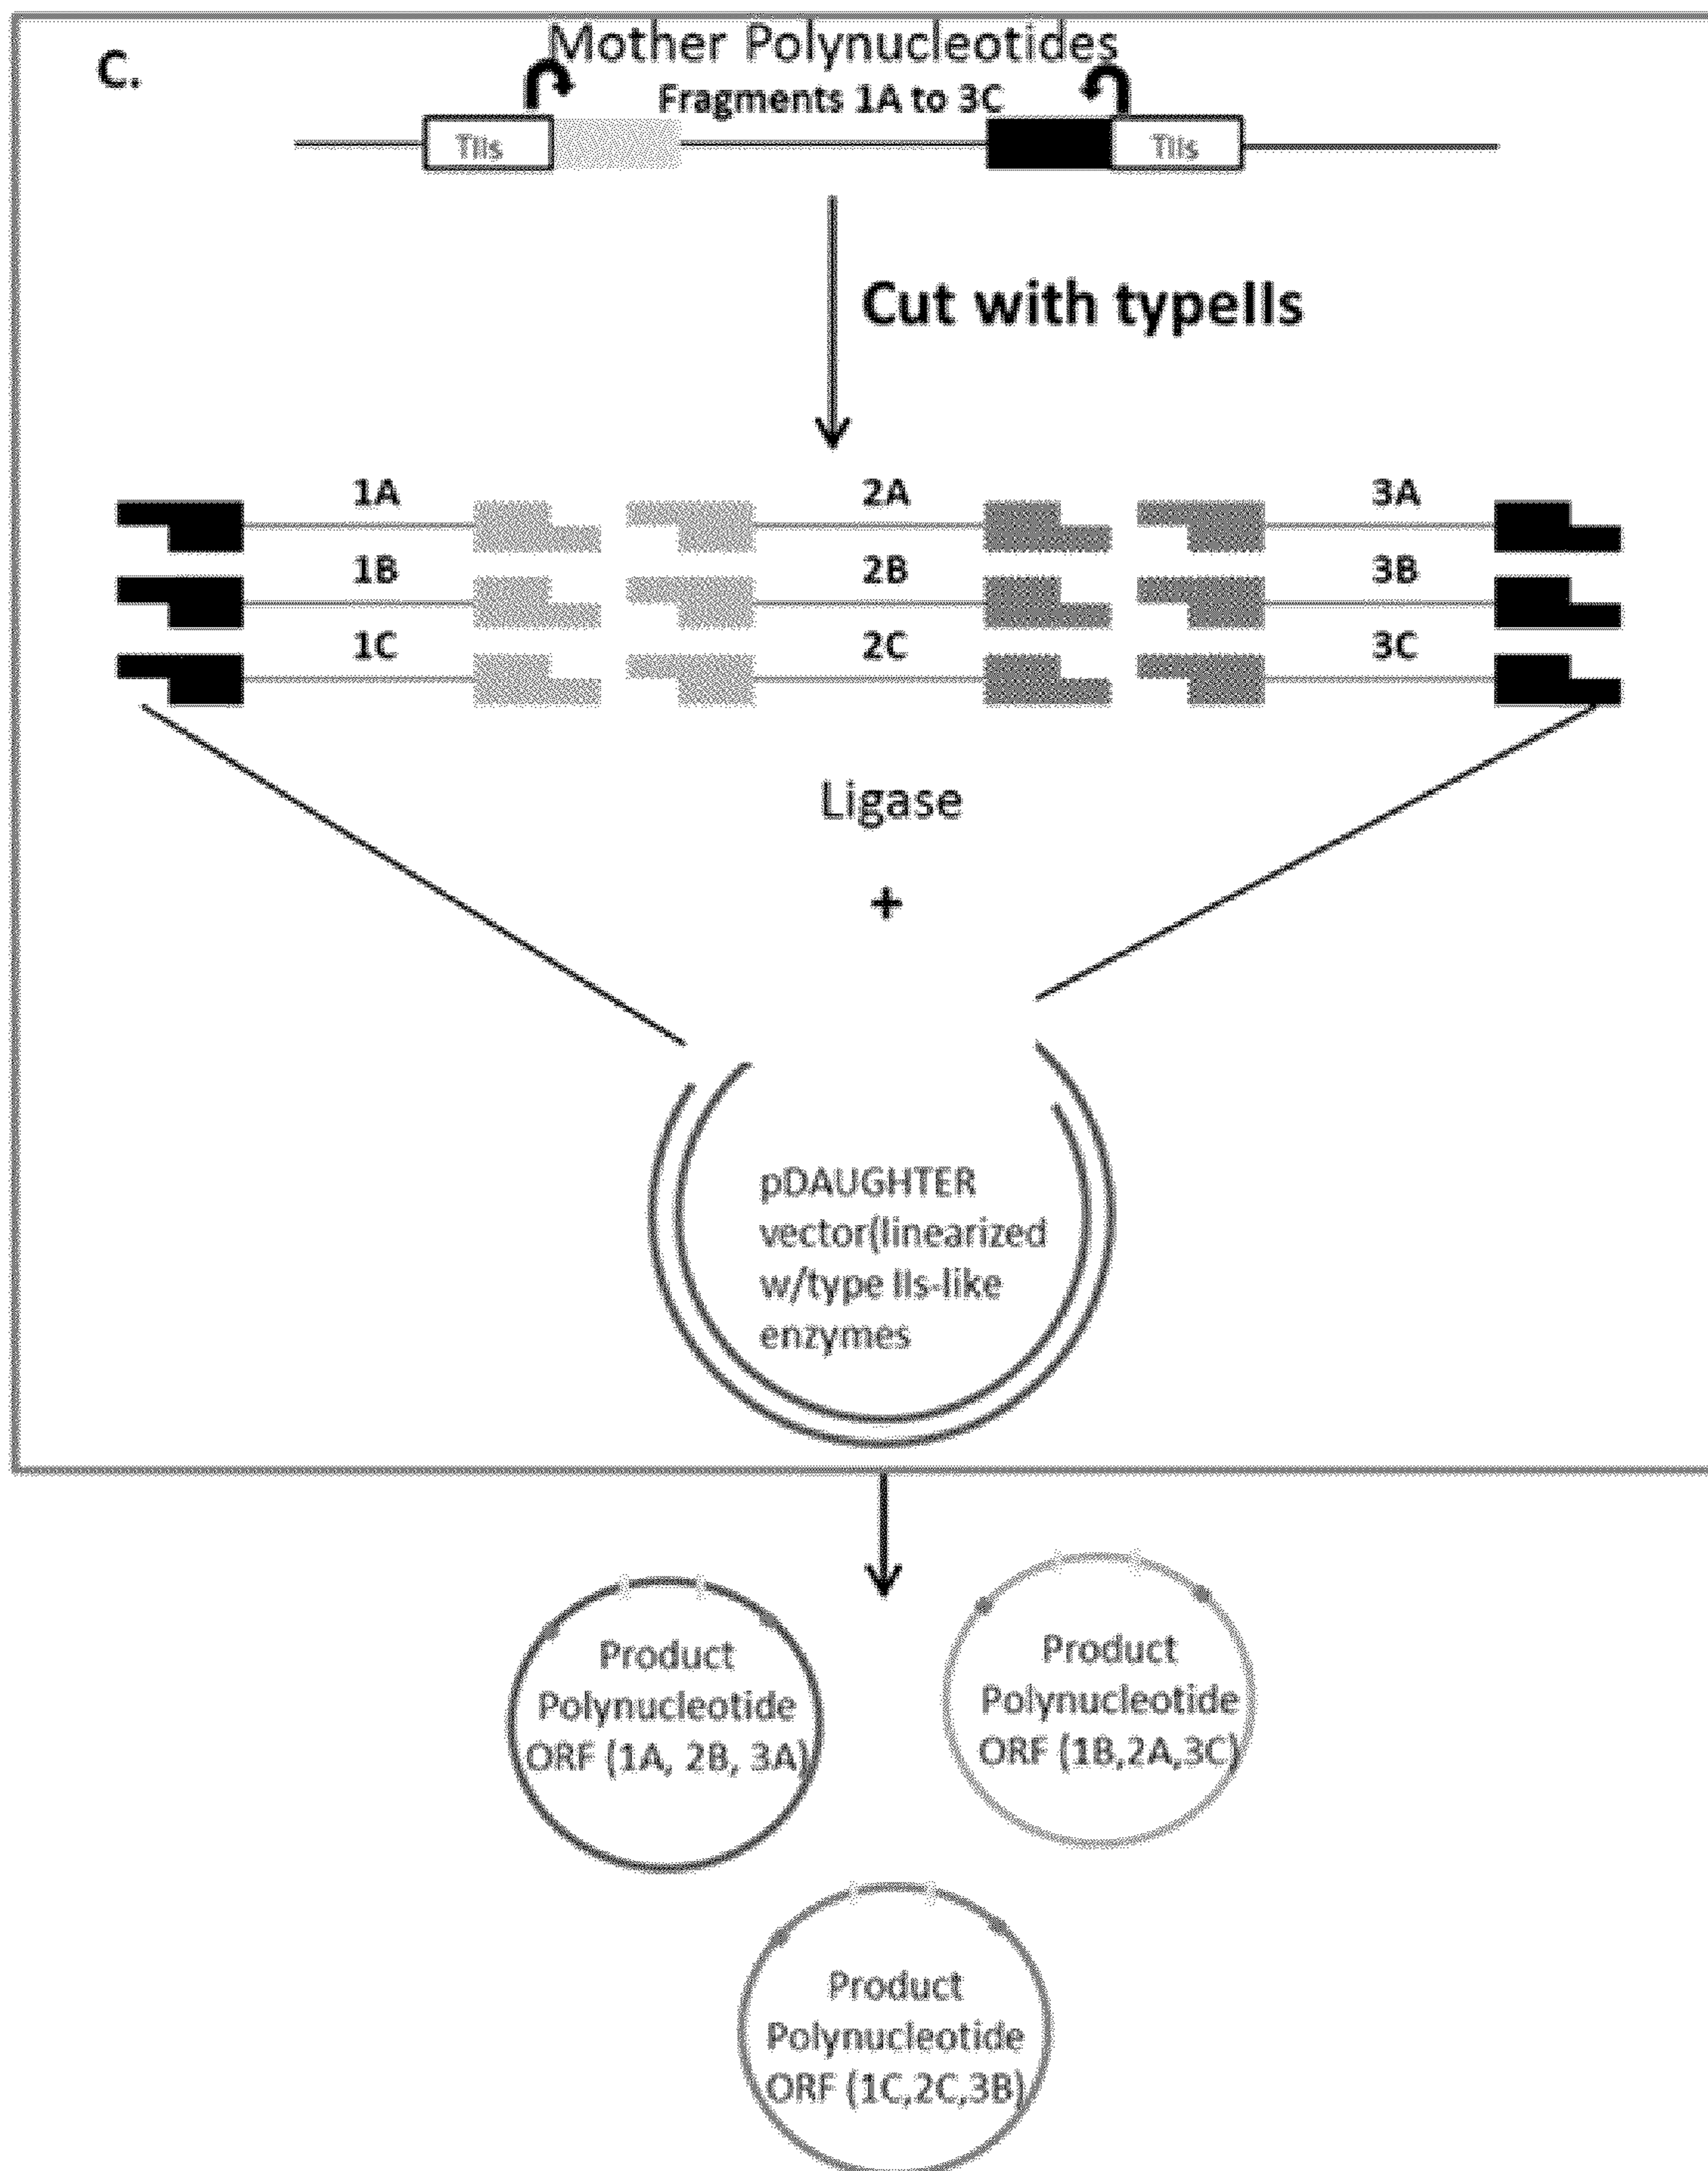 C.
Mother Polynucleotides
Fragments 1A to 3C
TIIs
TIIs
Cut with typeIIs
1A 2A 3A
1B 2B 3B
1C 2C 3C
Ligase
+
pDAUGHTER
vector(linearized
w/type IIs-like
enzymes
Product
Polynucleotide
ORF (1A, 2B, 3A)
Product
Polynucleotide
ORF (1B,2A,3C)
Product
Polynucleotide
ORF (1C,2C,3B)